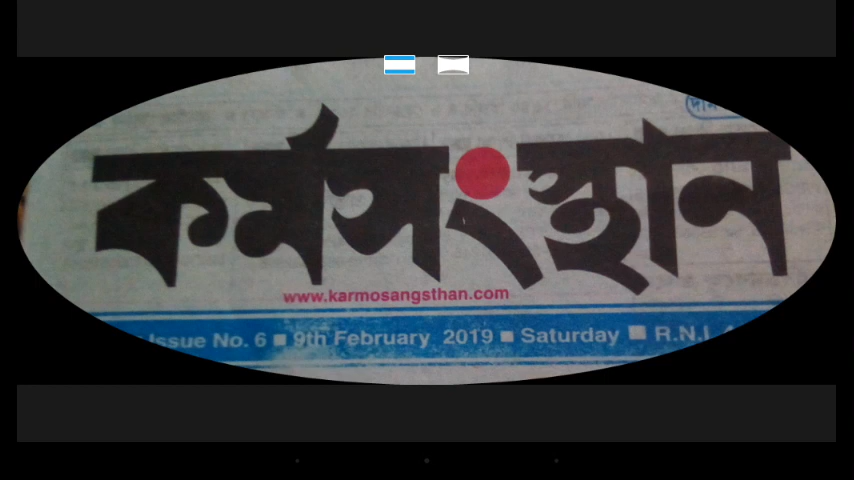 কর্মসংস্থান
www.karmosangsthan.com
Issue No. 6 ■ 9th February 2019 ■ Saturday ■ R.N.I.